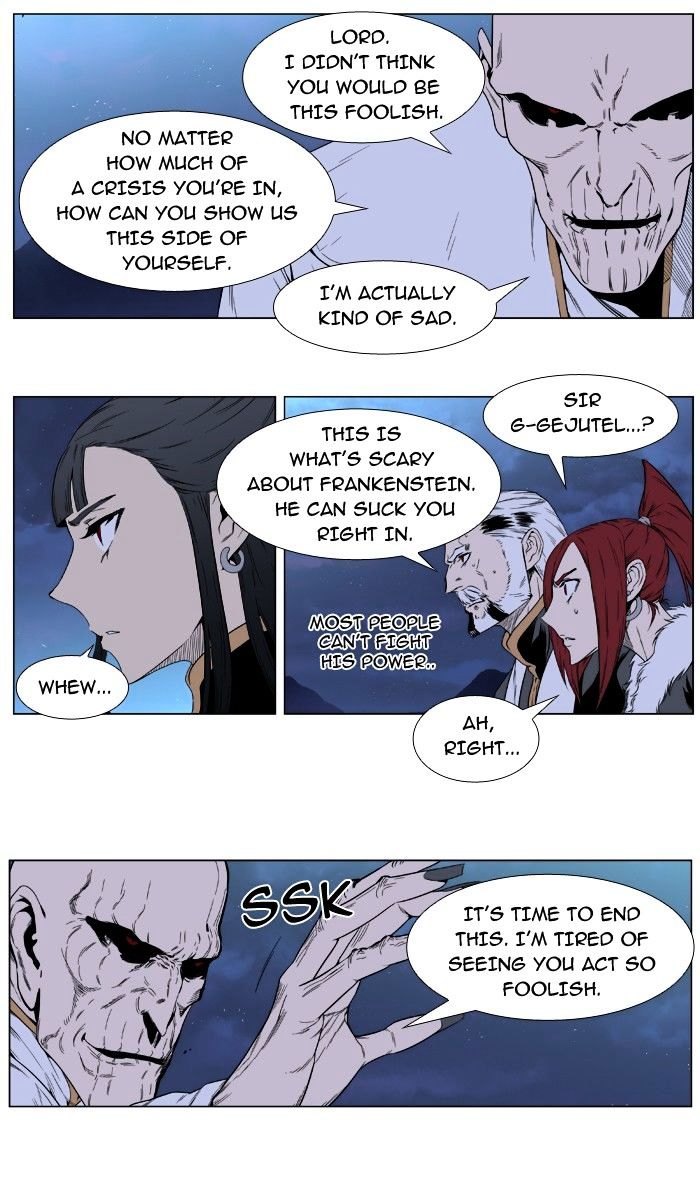 LORD.
I DIDN'T THINK
YOU WOULD BE
THIS FOOLISH.
NO MATTER
HOW MUCH OF
A CRISIS YOU'RE IN,
HOW CAN YOU SHOW US
THIS SIDE OF
YOURSELF.
I'M ACTUALLY
KIND OF SAD.
WHEW...
SIR
G-GEJUTEL...?
THIS IS
WHAT'S SCARY
ABOUT FRANKENSTEIN.
HE CAN SUCK YOU
RIGHT IN.
MOST PEOPLE
CAN'T FIGHT
HIS POWER..
AH,
RIGHT...
SSK
IT'S TIME TO END
THIS. I'M TIRED OF
SEEING YOU ACT SO
FOOLISH.